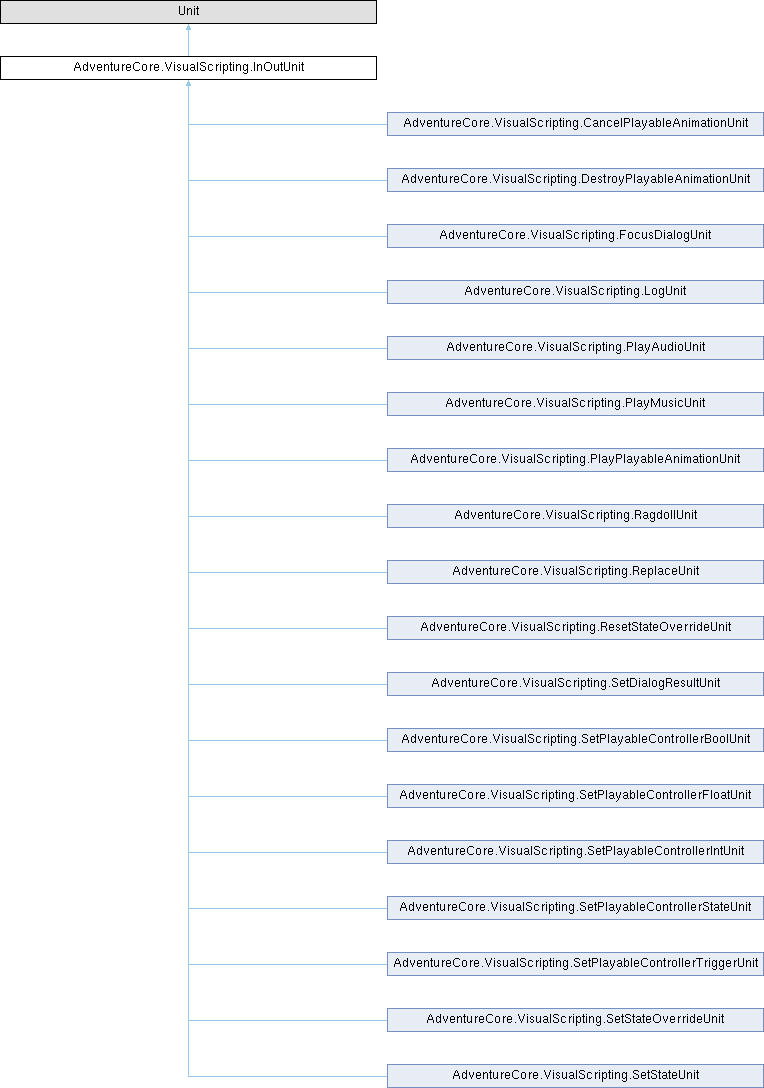 Unit
AdventureCore.VisualScripting.InOutUnit
AdventureCore.VisualScripting.CancelPlayableAnimationUnit
AdventureCore.VisualScripting.DestroyPlayableAnimationUnit
AdventureCore.VisualScripting.FocusDialogUnit
AdventureCore.VisualScripting.LogUnit
AdventureCore.VisualScripting.PlayAudioUnit
AdventureCore.VisualScripting.PlayMusicUnit
AdventureCore.VisualScripting.PlayPlayableAnimationUnit
AdventureCore.VisualScripting.RagdollUnit
AdventureCore.VisualScripting.ReplaceUnit
AdventureCore.VisualScripting.ResetStateOverrideUnit
AdventureCore.VisualScripting.SetDialogResultUnit
AdventureCore.VisualScripting.SetPlayableControllerBoolUnit
AdventureCore.VisualScripting.SetPlayableControllerFloatUnit
AdventureCore.VisualScripting.SetPlayableControllerIntUnit
AdventureCore.VisualScripting.SetPlayableControllerStateUnit
AdventureCore.VisualScripting.SetPlayableControllerTriggerUnit
AdventureCore.VisualScripting.SetStateOverrideUnit
AdventureCore.VisualScripting.SetStateUnit